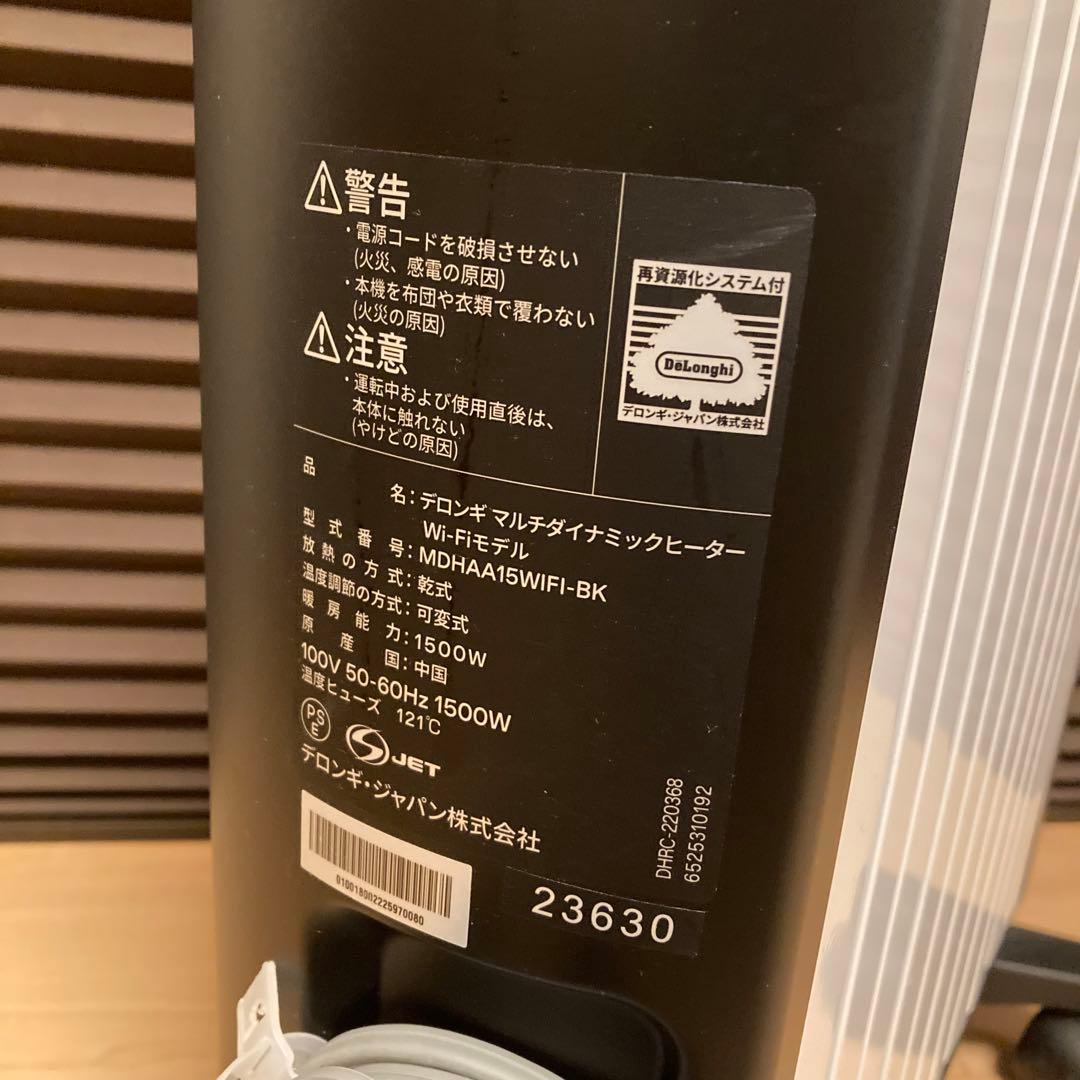 警告
・電源コードを破損させない
(火災、感電の原因)
・本機を布団や衣類で覆わない
(火災の原因)
注意
・運転中および使用直後は、
本体に触れない
(やけどの原因)
再資源化システム付
DeLonghi
デロンギ・ジャパン株式会社
品名：デロンギ マルチダイナミックヒーター
Wi-Fiモデル
型式番号：MDHAA15WIFI-BK
放熱の方式：乾式
温度調節の方式：可変式
暖房能力：1500W
原産国：中国
100V 50-60Hz 1500W
温度ヒューズ 121℃
PSE
JET
デロンギ・ジャパン株式会社
DHRC-220368
6525310192
010018002225970080
23630